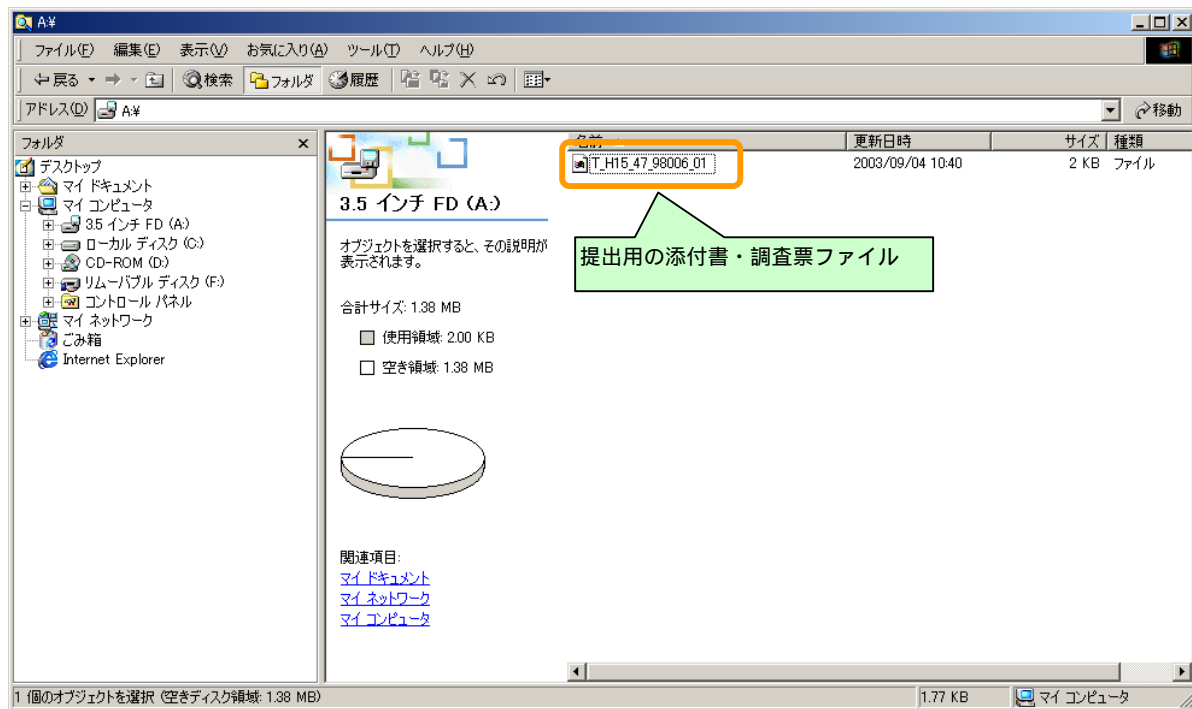 A:¥
ファイル(F) 編集(E) 表示(V) お気に入り(A) ツール(T) ヘルプ(H)
戻る 検索 フォルダ 履歴
アドレス(D) A:¥ 移動
フォルダ ×
デスクトップ
マイ ドキュメント
マイ コンピュータ
3.5 インチ FD (A:)
ローカル ディスク (C:)
CD-ROM (D:)
リムーバブル ディスク (F:)
コントロール パネル
マイ ネットワーク
ごみ箱
Internet Explorer
3.5 インチ FD (A:)
オブジェクトを選択すると、その説明が
表示されます。
合計サイズ: 1.38 MB
使用領域: 2.00 KB
空き領域: 1.38 MB
関連項目:
マイ ドキュメント
マイ ネットワーク
マイ コンピュータ
名前 更新日時 サイズ 種類
T_H15_47_98006_01 2003/09/04 10:40 2 KB ファイル
提出用の添付書・調査票ファイル
1 個のオブジェクトを選択 (空きディスク領域: 1.38 MB) 1.77 KB マイ コンピュータ